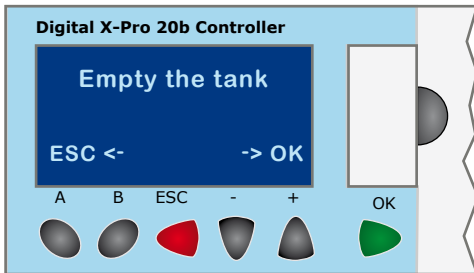 Digital X-Pro 20b Controller
Empty the tank
ESC <- -> OK
A B ESC - + OK